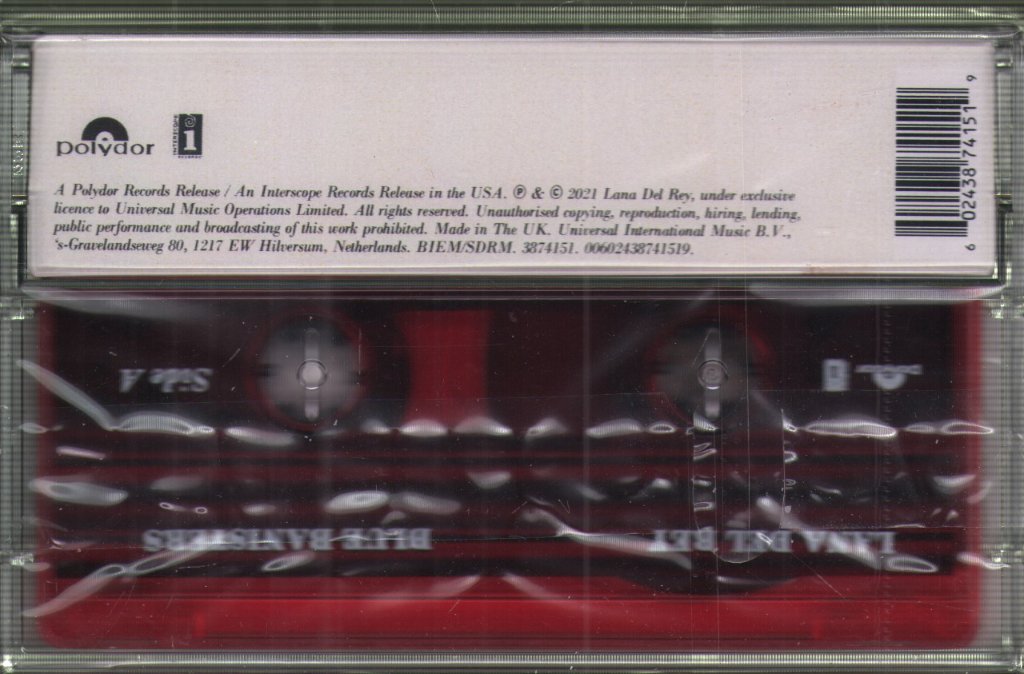 polydor
INTERSCOPE
i
RECORDS
A Polydor Records Release / An Interscope Records Release in the USA. ℗ & © 2021 Lana Del Rey, under exclusive
licence to Universal Music Operations Limited. All rights reserved. Unauthorised copying, reproduction, hiring, lending,
public performance and broadcasting of this work prohibited. Made in The UK. Universal International Music B.V.,
's-Gravelandseweg 80, 1217 EW Hilversum, Netherlands. BIEM/SDRM. 3874151. 00602438741519.
6 02438 74151 9
Side A
polydor
BLUE BANISTERS
LANA DEL REY